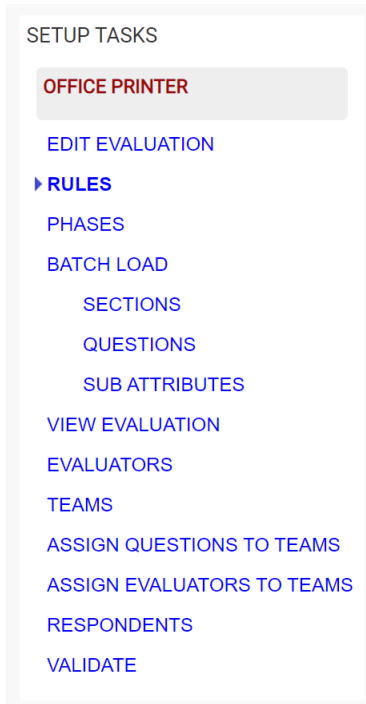 SETUP TASKS
OFFICE PRINTER
EDIT EVALUATION
RULES
PHASES
BATCH LOAD
SECTIONS
QUESTIONS
SUB ATTRIBUTES
VIEW EVALUATION
EVALUATORS
TEAMS
ASSIGN QUESTIONS TO TEAMS
ASSIGN EVALUATORS TO TEAMS
RESPONDENTS
VALIDATE